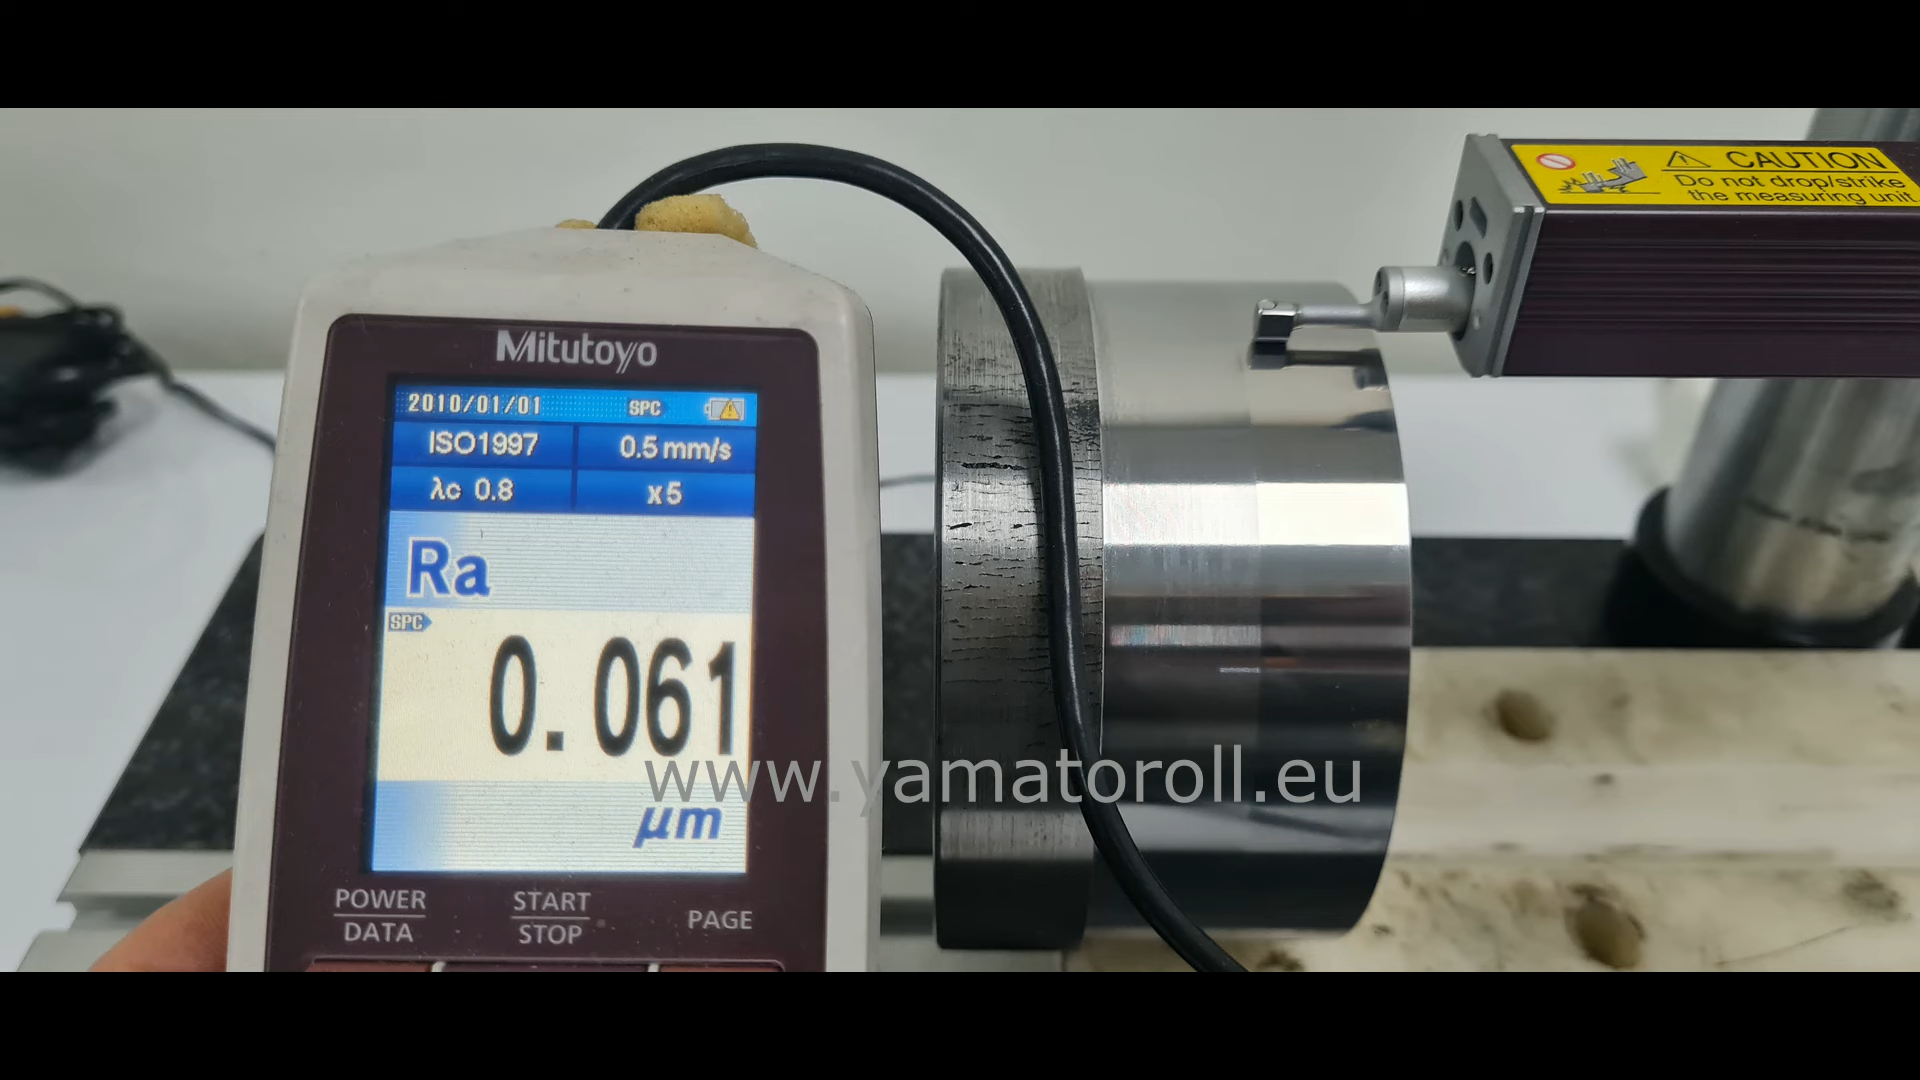 CAUTION
Do not drop/strike
the measuring unit
Mitutoyo
2010/01/01 SPC
ISO1997 0.5 mm/s
λc 0.8 x5
Ra
SPC
0.061
www.yamatoroll.eu
µm
POWER START PAGE
DATA STOP